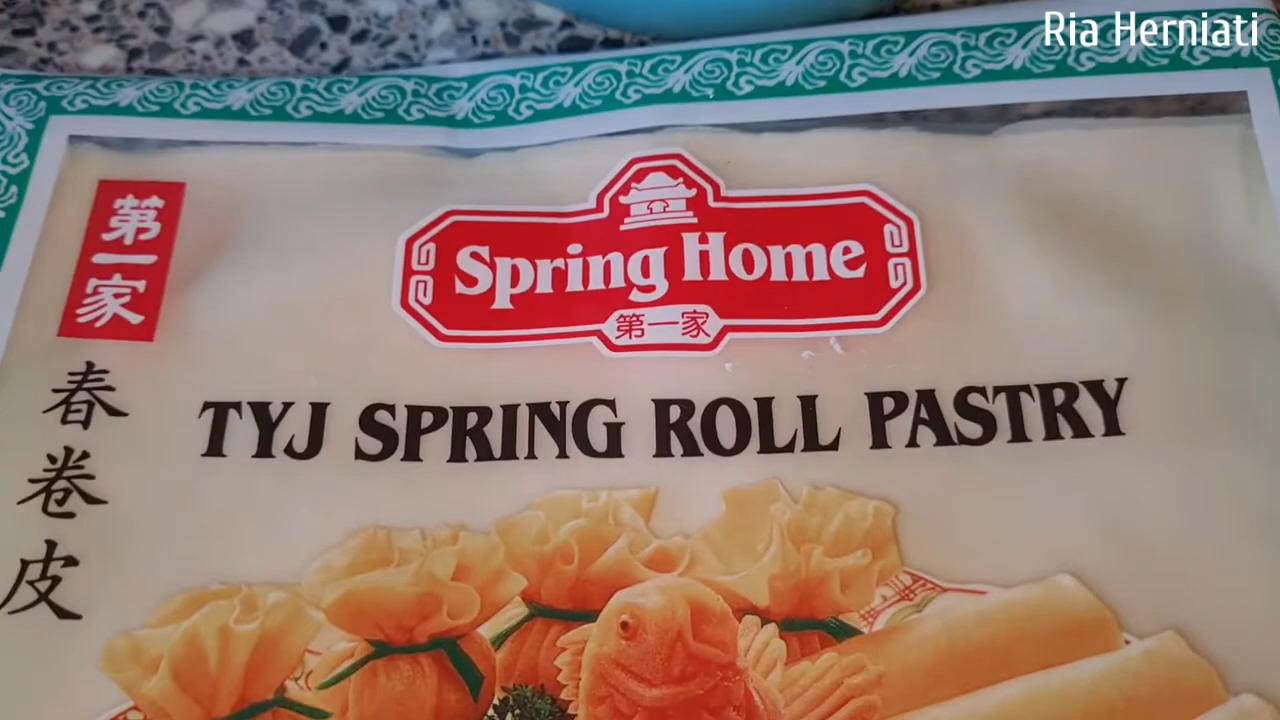 Ria Herniati
第一家
Spring Home
第一家
TYJ SPRING ROLL PASTRY
春卷皮